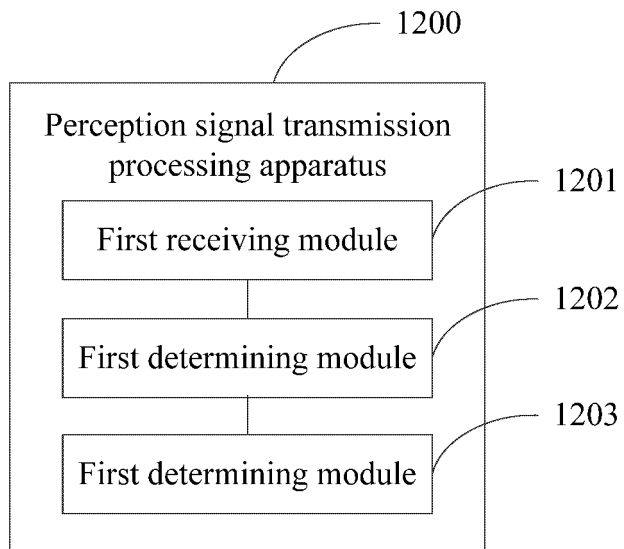 1200
Perception signal transmission
processing apparatus
1201
First receiving module
1202
First determining module
1203
First determining module